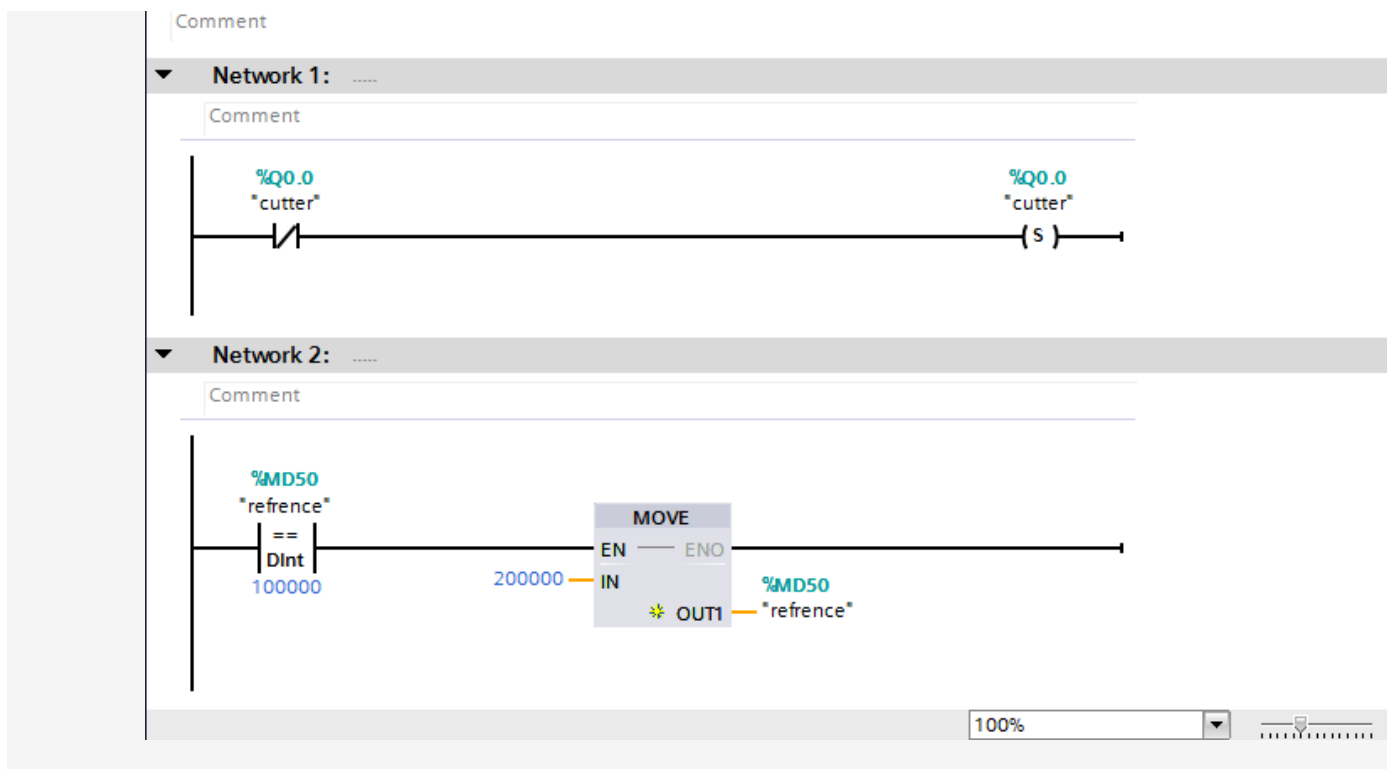 Comment
Network 1: .....
Comment
%Q0.0 %Q0.0
"cutter" "cutter"
S
Network 2: .....
Comment
%MD50
"refrence"
MOVE
==
EN ENO
DInt
200000 IN
100000
%MD50
OUT1 "refrence"
100%